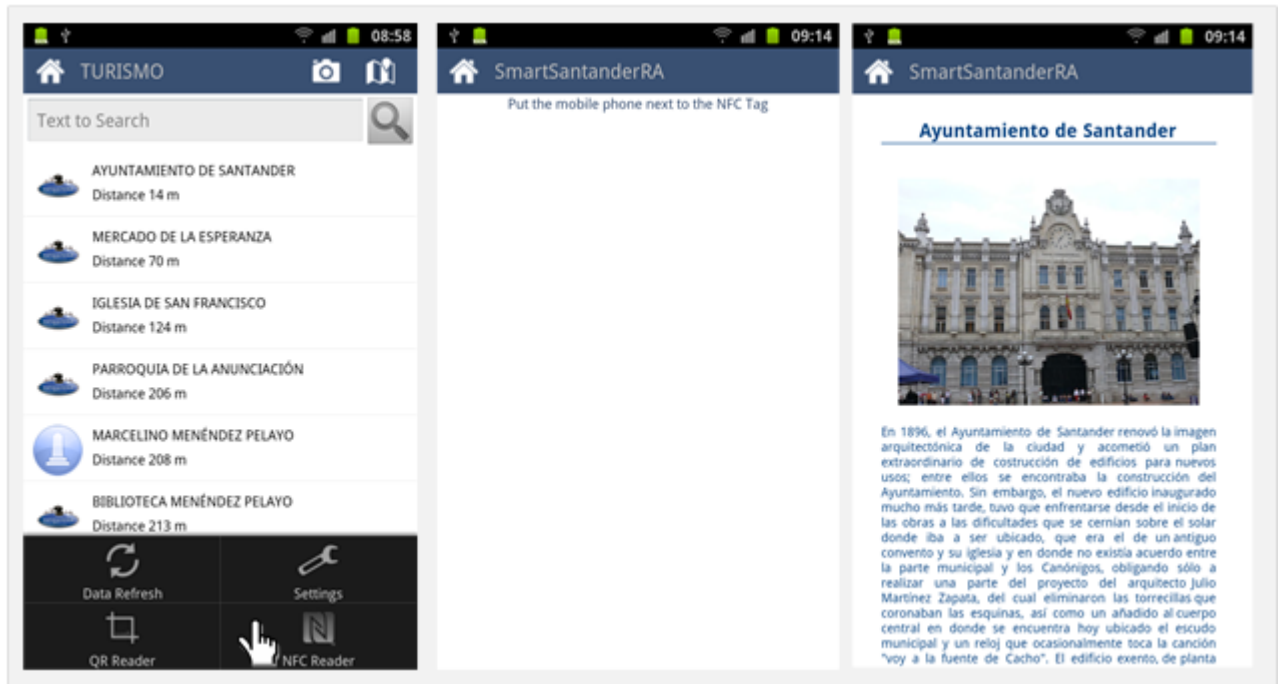 08:58
TURISMO
Text to Search
AYUNTAMIENTO DE SANTANDER
Distance 14 m
MERCADO DE LA ESPERANZA
Distance 70 m
IGLESIA DE SAN FRANCISCO
Distance 124 m
PARROQUIA DE LA ANUNCIACIÓN
Distance 206 m
MARCELINO MENÉNDEZ PELAYO
Distance 208 m
BIBLIOTECA MENÉNDEZ PELAYO
Distance 213 m
Data Refresh
Settings
QR Reader
NFC Reader
09:14
SmartSantanderRA
Put the mobile phone next to the NFC Tag
09:14
SmartSantanderRA
Ayuntamiento de Santander
En 1896, el Ayuntamiento de Santander renovó la imagen
arquitectónica de la ciudad y acometió un plan
extraordinario de costrucción de edificios para nuevos
usos; entre ellos se encontraba la construcción del
Ayuntamiento. Sin embargo, el nuevo edificio inaugurado
mucho más tarde, tuvo que enfrentarse desde el inicio de
las obras a las dificultades que se cernían sobre el solar
donde iba a ser ubicado, que era el de un antiguo
convento y su iglesia y en donde no existía acuerdo entre
la parte municipal y los Canónigos, obligando sólo a
realizar una parte del proyecto del arquitecto Julio
Martínez Zapata, del cual eliminaron las torrecillas que
coronaban las esquinas, así como un añadido al cuerpo
central en donde se encuentra hoy ubicado el escudo
municipal y un reloj que ocasionalmente toca la canción
"voy a la fuente de Cacho". El edificio exento, de planta